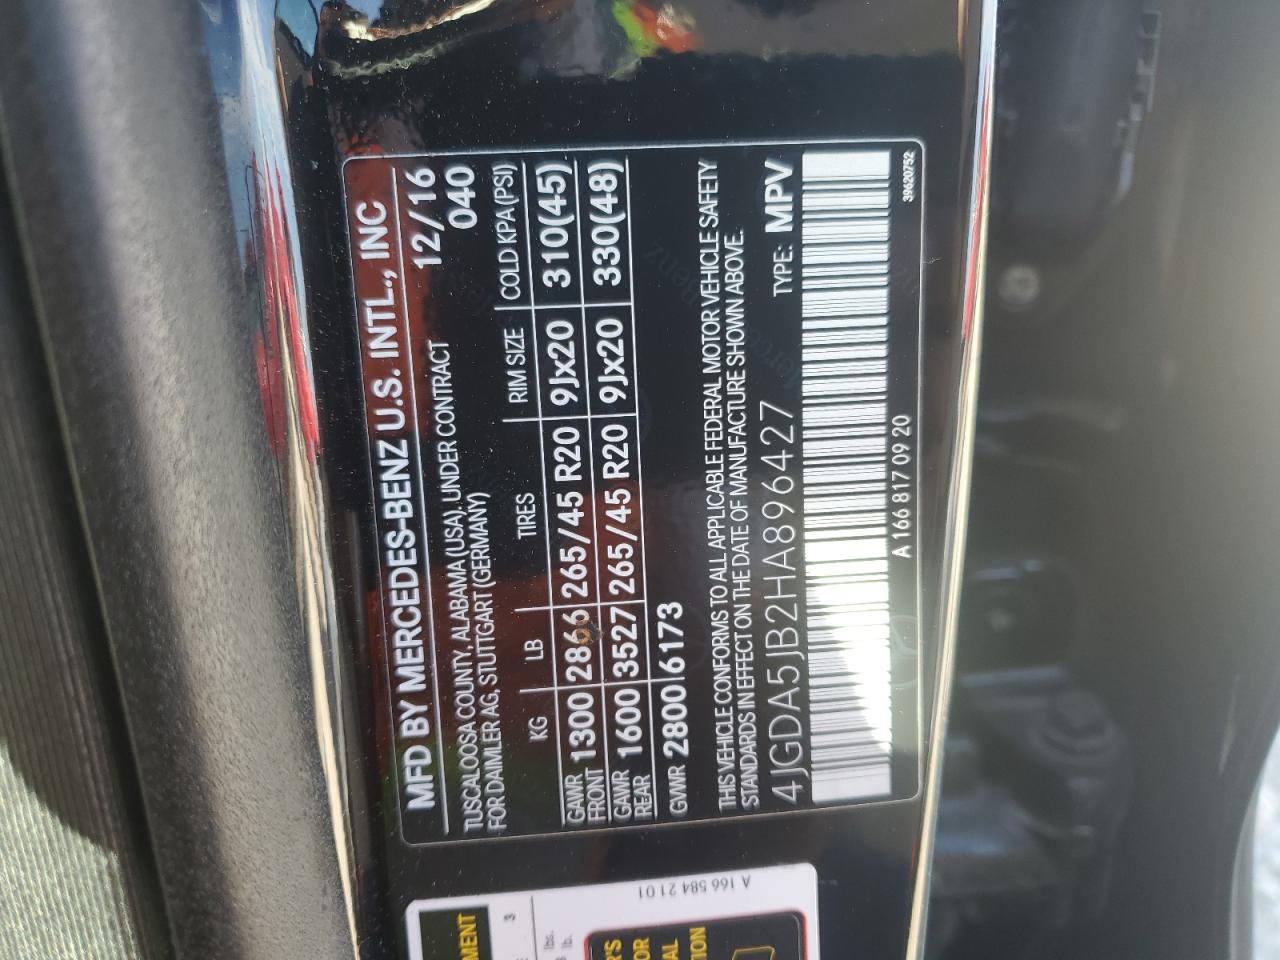 MFD BY MERCEDES-BENZ U.S. INTL., INC
TUSCALOOSA COUNTY, ALABAMA (USA), UNDER CONTRACT 12/16
FOR DAIMLER AG, STUTTGART (GERMANY) 040
KG LB TIRES RIM SIZE COLD KPA (PSI)
GAWR FRONT 1300 2866 265/45 R20 9Jx20 310(45)
GAWR REAR 1600 3527 265/45 R20 9Jx20 330(48)
GVWR 2800 6173
THIS VEHICLE CONFORMS TO ALL APPLICABLE FEDERAL MOTOR VEHICLE SAFETY
STANDARDS IN EFFECT ON THE DATE OF MANUFACTURE SHOWN ABOVE.
4JGDA5JB2HA896427 TYPE: MPV
A 166 817 09 20
39620752
A 166 584 21 01